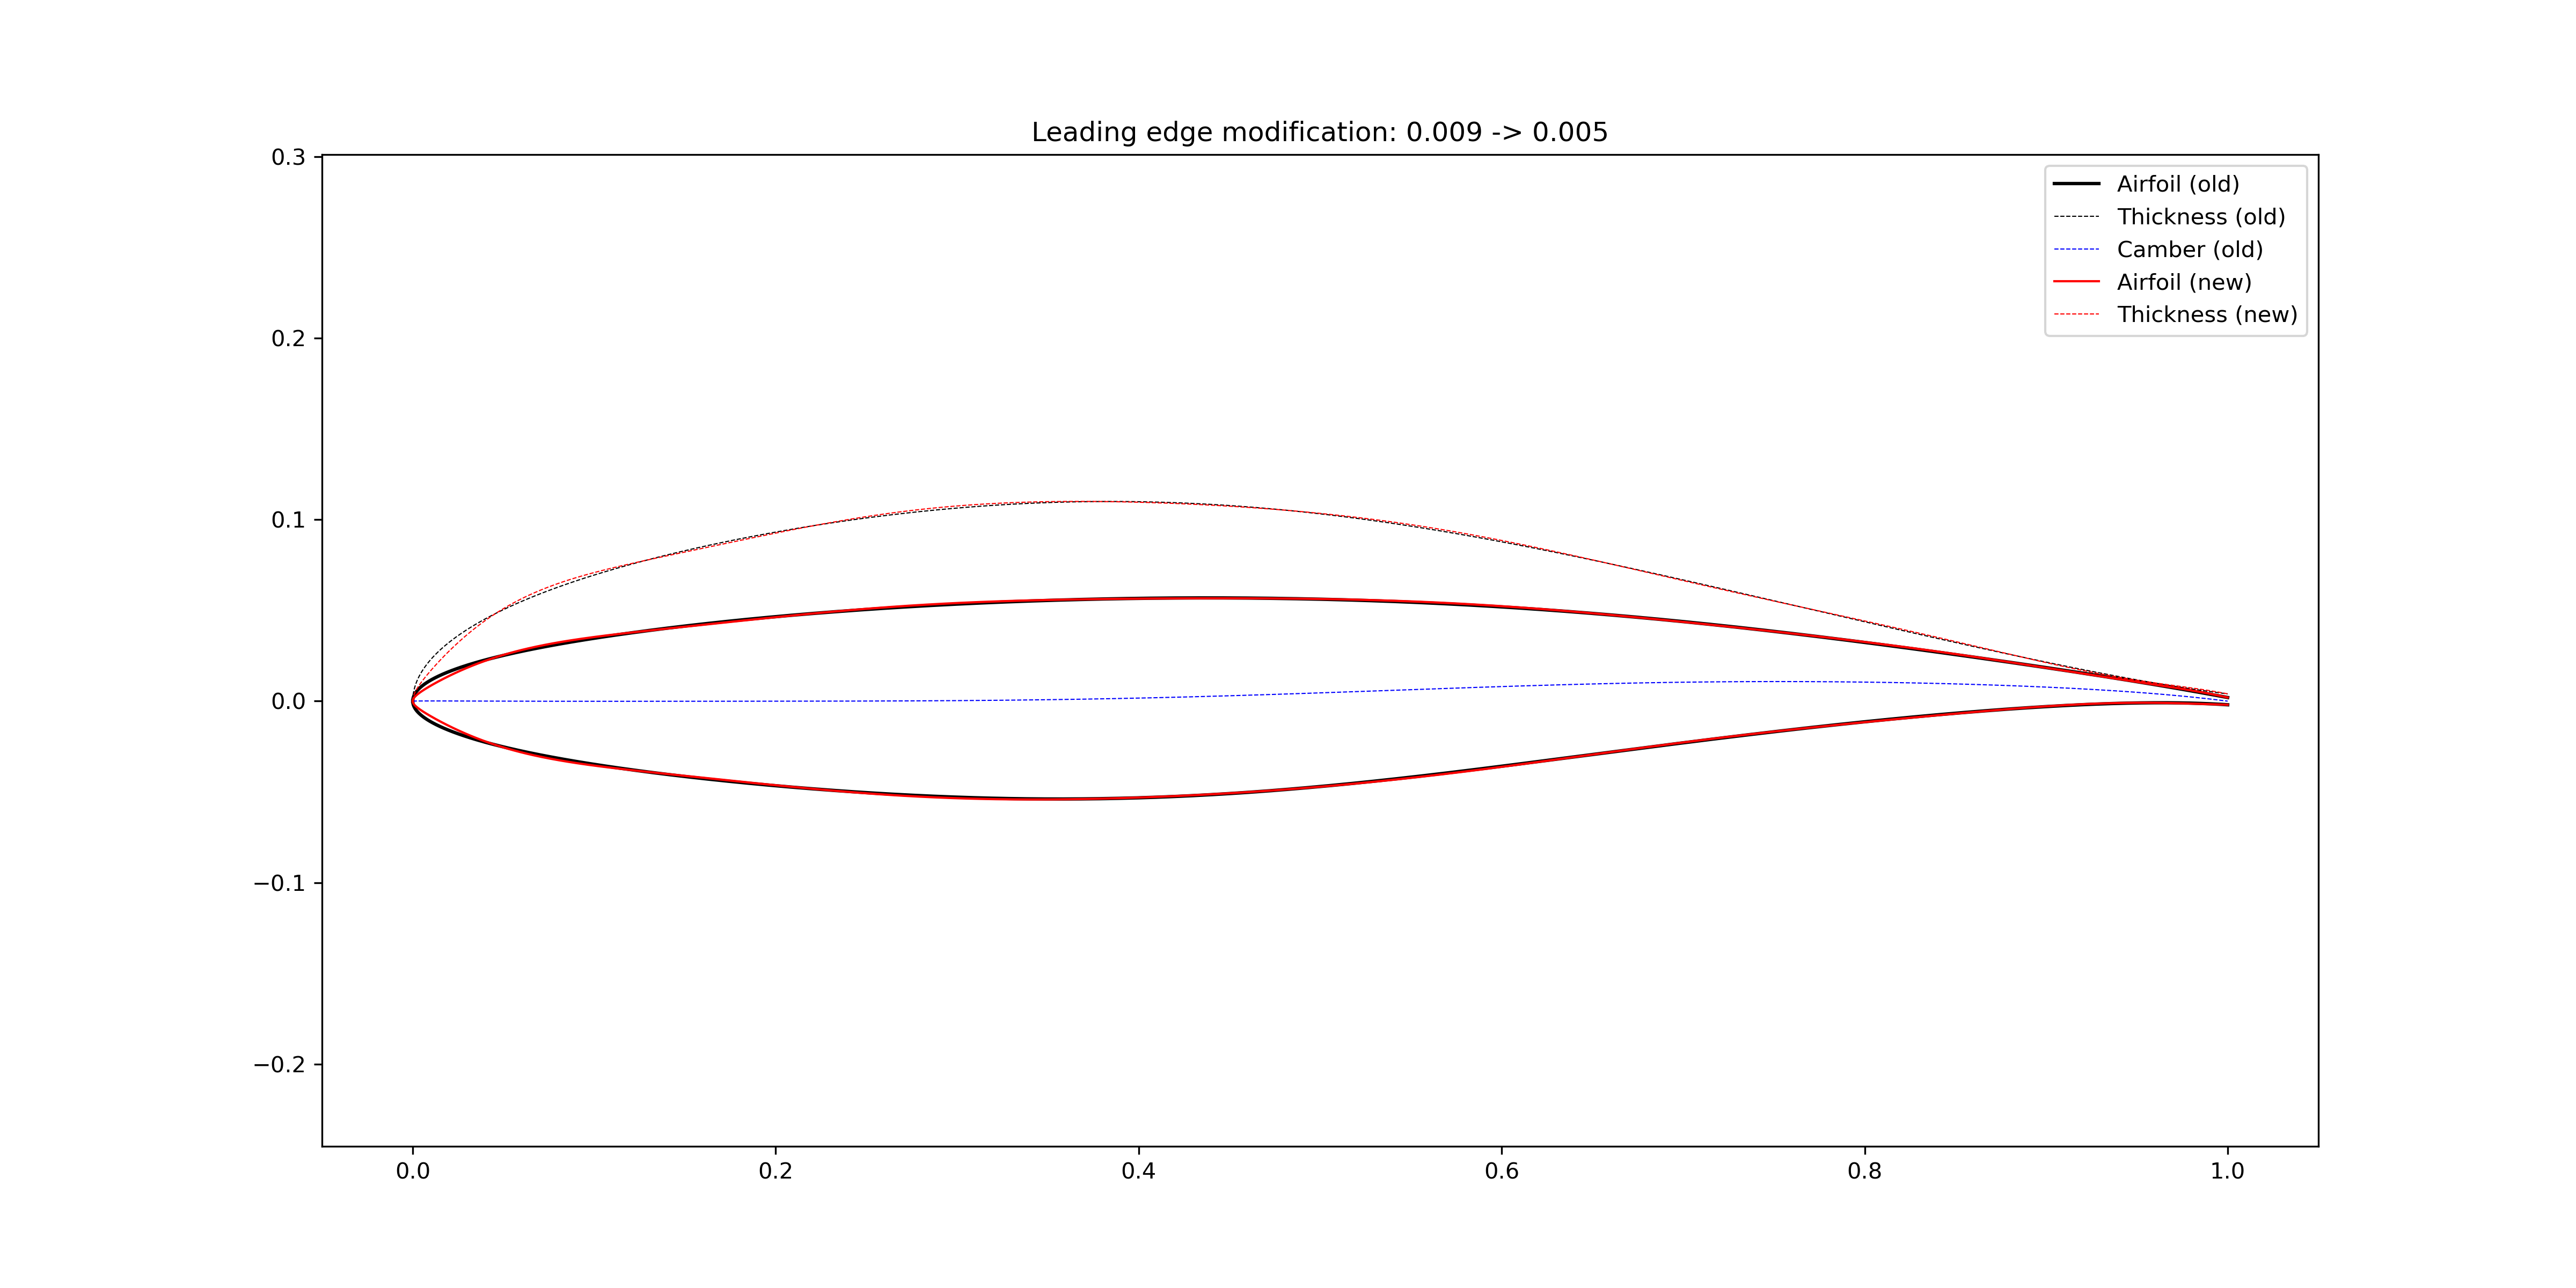 Leading edge modification: 0.009 -> 0.005
0.3
0.2
0.1
0.0
−0.1
−0.2
0.0 0.2 0.4 0.6 0.8 1.0
Airfoil (old)
Thickness (old)
Camber (old)
Airfoil (new)
Thickness (new)